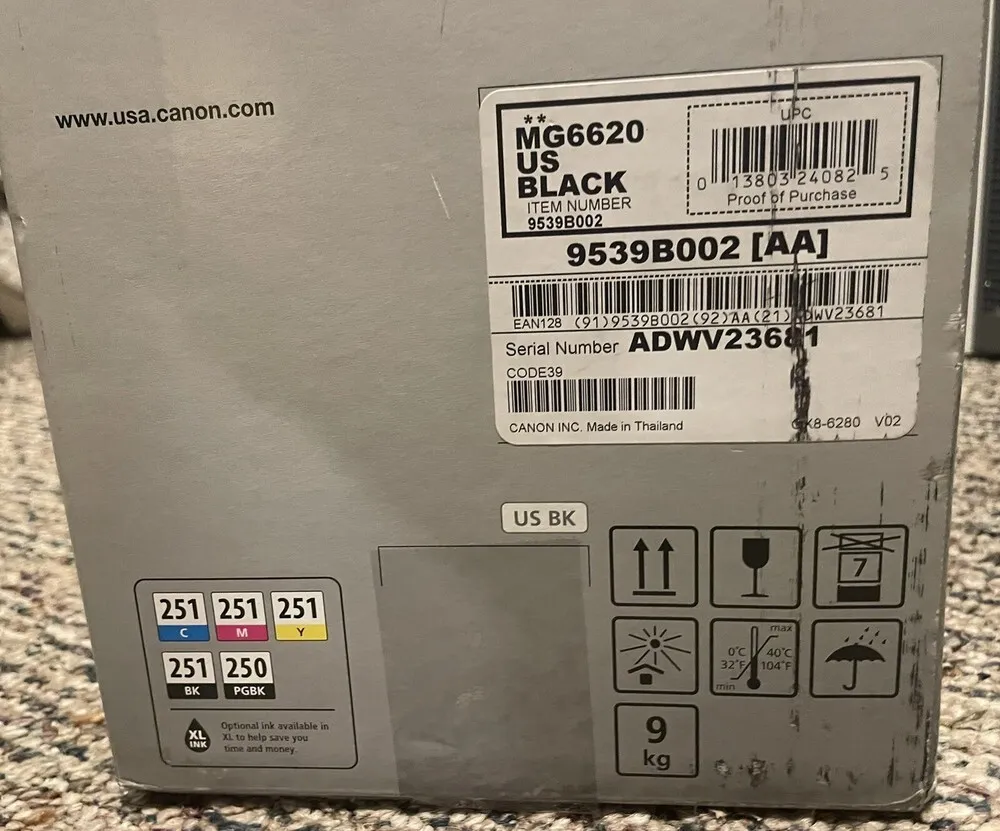 www.usa.canon.com
**
MG6620
US
BLACK
ITEM NUMBER
9539B002
UPC
0 13803 24082 5
Proof of Purchase
9539B002 [AA]
EAN128 (91)9539B002(92)AA(21)ADWV23681
Serial Number ADWV23681
CODE39
CANON INC. Made in Thailand
V02
US BK
251 251 251
C M Y
251 250
BK PGBK
XL
INK
Optional ink available in
XL to help save you
time and money.
7
max
0°C 40°C
32°F 104°F
min
9
kg